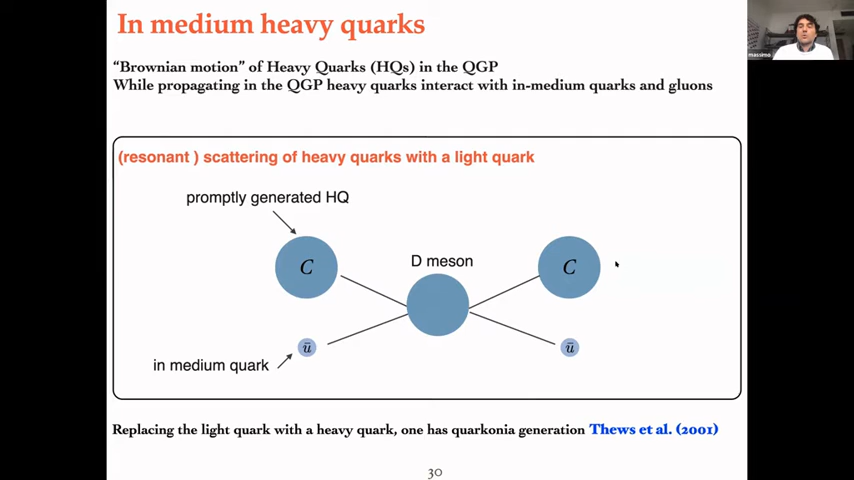 In medium heavy quarks
massimo
“Brownian motion” of Heavy Quarks (HQs) in the QGP
While propagating in the QGP heavy quarks interact with in-medium quarks and gluons
(resonant ) scattering of heavy quarks with a light quark
promptly generated HQ
C
D meson
C
ū
ū
in medium quark
Replacing the light quark with a heavy quark, one has quarkonia generation Thews et al. (2001)
30